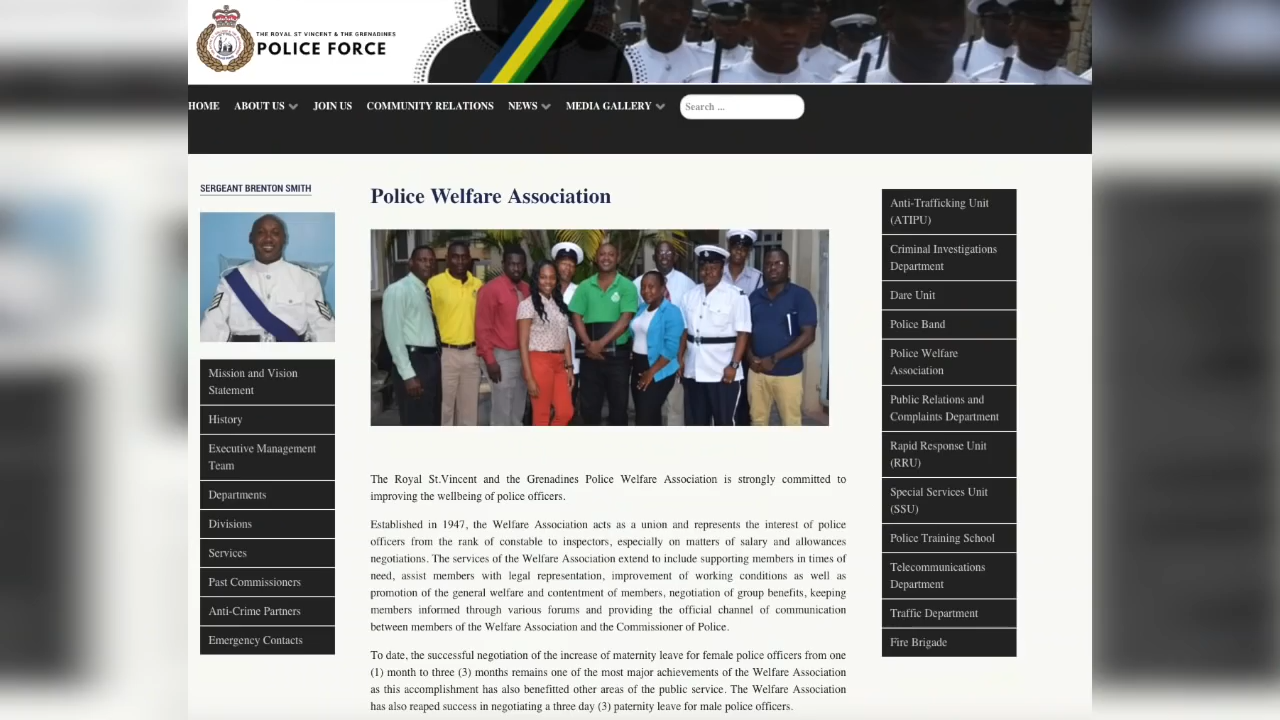 THE ROYAL ST VINCENT & THE GRENADINES
POLICE FORCE
HOME ABOUT US JOIN US COMMUNITY RELATIONS NEWS MEDIA GALLERY Search ...
SERGEANT BRENTON SMITH
Mission and Vision
Statement
History
Executive Management
Team
Departments
Divisions
Services
Past Commissioners
Anti-Crime Partners
Emergency Contacts
Police Welfare Association
The Royal St.Vincent and the Grenadines Police Welfare Association is strongly committed to
improving the wellbeing of police officers.
Established in 1947, the Welfare Association acts as a union and represents the interest of police
officers from the rank of constable to inspectors, especially on matters of salary and allowances
negotiations. The services of the Welfare Association extend to include supporting members in times of
need, assist members with legal representation, improvement of working conditions as well as
promotion of the general welfare and contentment of members, negotiation of group benefits, keeping
members informed through various forums and providing the official channel of communication
between members of the Welfare Association and the Commissioner of Police.
To date, the successful negotiation of the increase of maternity leave for female police officers from one
(1) month to three (3) months remains one of the most major achievements of the Welfare Association
as this accomplishment has also benefitted other areas of the public service. The Welfare Association
has also reaped success in negotiating a three day (3) paternity leave for male police officers.
Anti-Trafficking Unit
(ATIPU)
Criminal Investigations
Department
Dare Unit
Police Band
Police Welfare
Association
Public Relations and
Complaints Department
Rapid Response Unit
(RRU)
Special Services Unit
(SSU)
Police Training School
Telecommunications
Department
Traffic Department
Fire Brigade